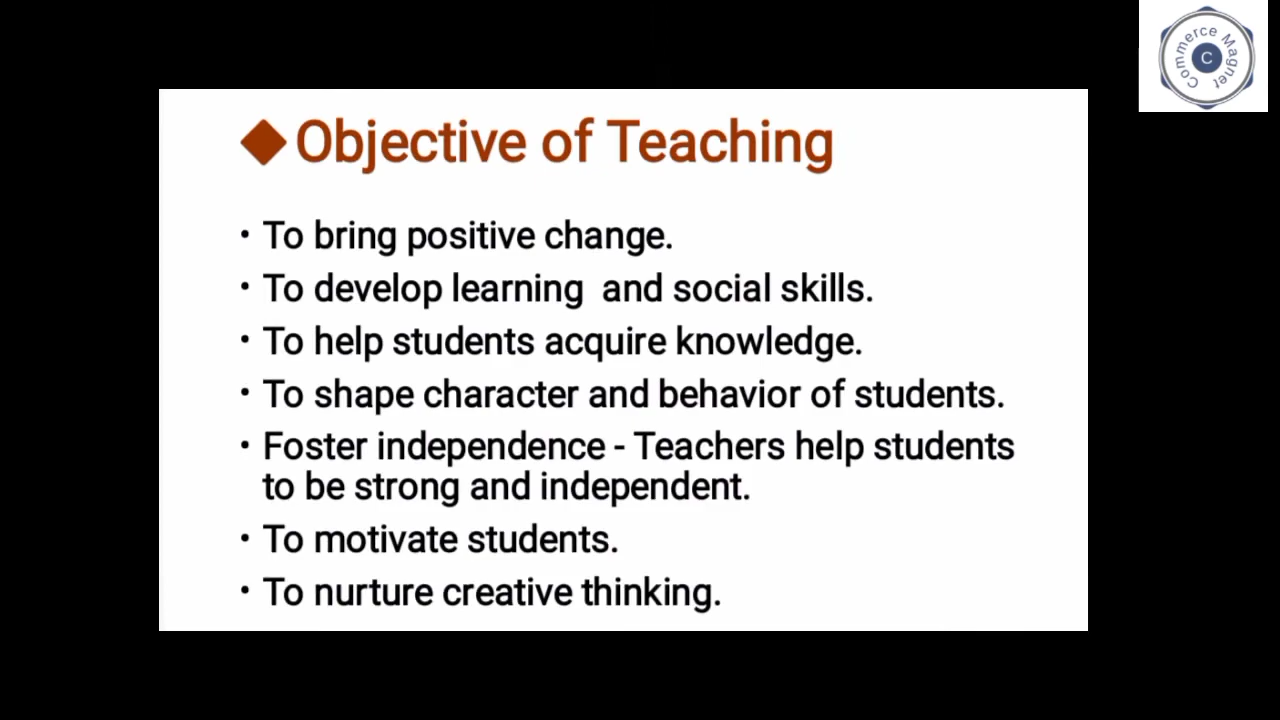 Commerce Magnet
C
◆Objective of Teaching
• To bring positive change.
• To develop learning  and social skills.
• To help students acquire knowledge.
• To shape character and behavior of students.
• Foster independence - Teachers help students
to be strong and independent.
• To motivate students.
• To nurture creative thinking.